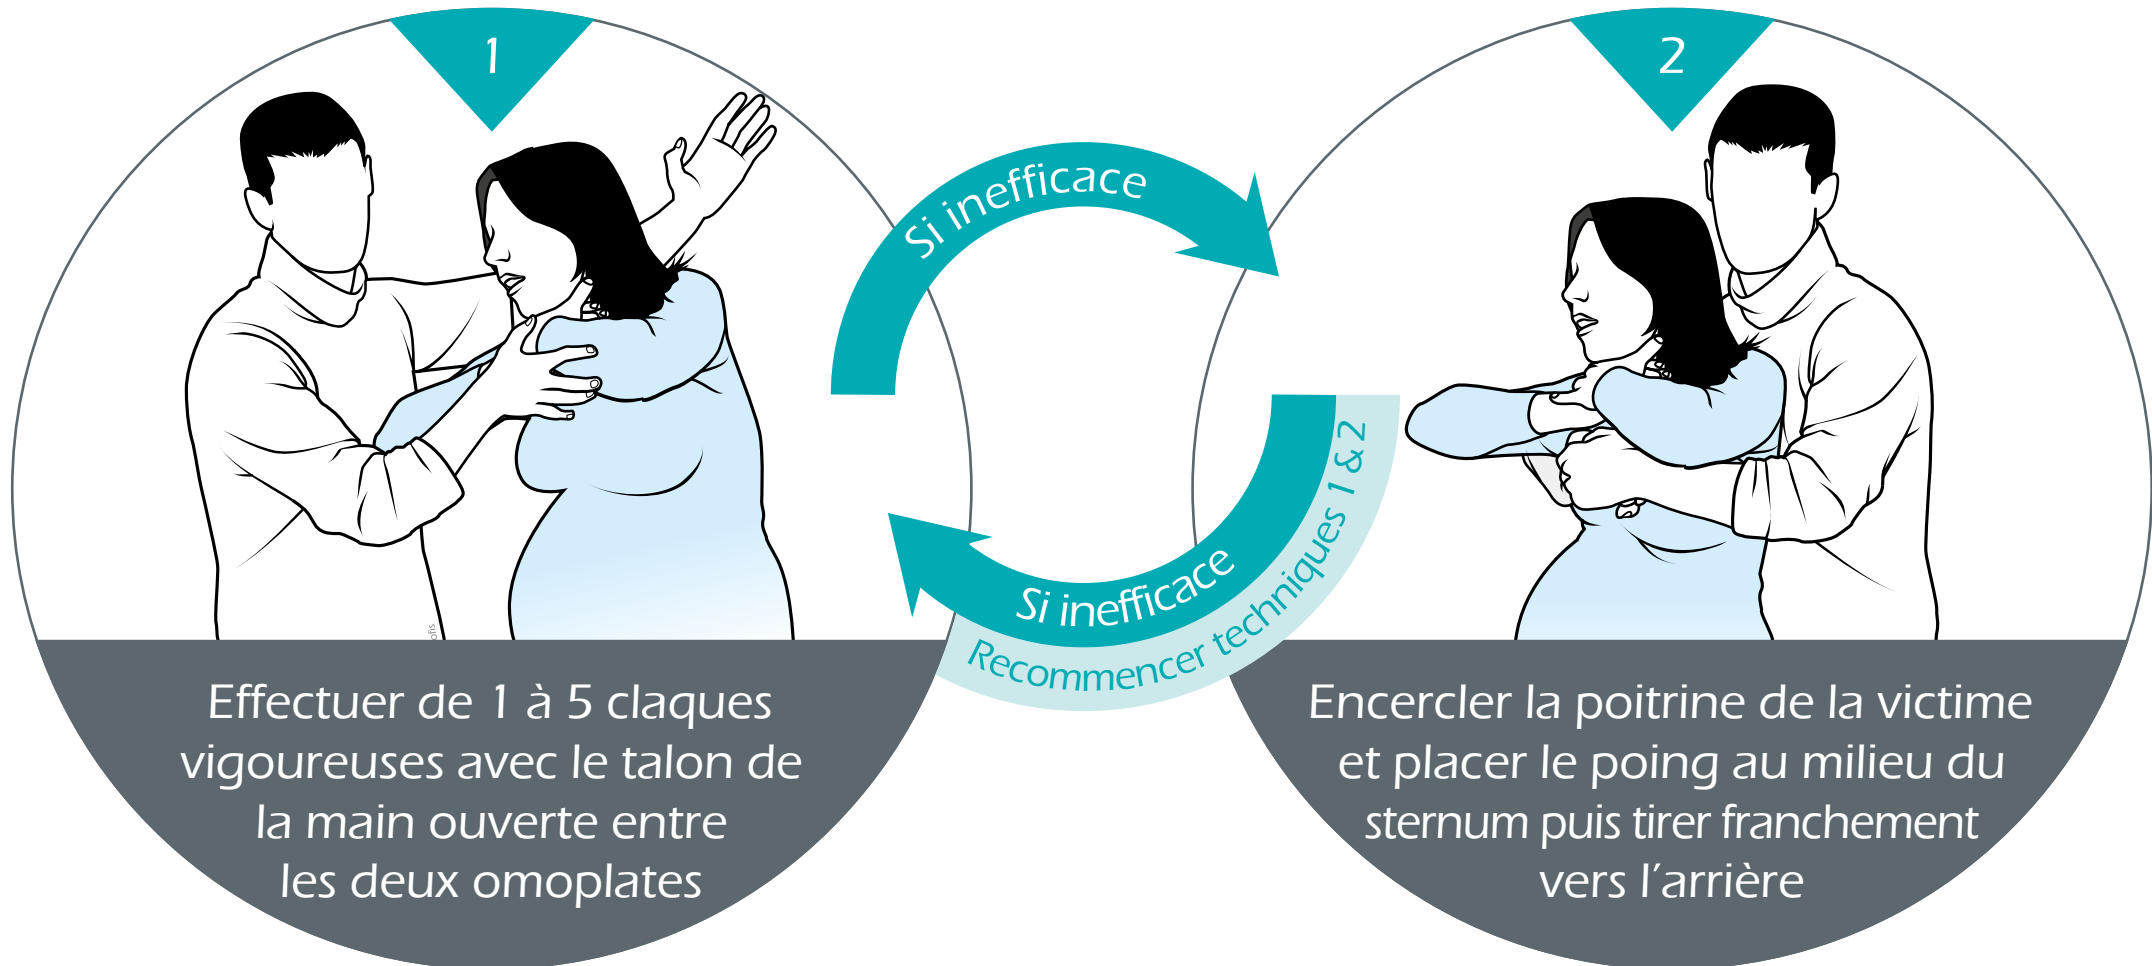 1
2
Si inefficace
Si inefficace
Recommencer techniques 1 & 2
Effectuer de 1 à 5 claques
vigoureuses avec le talon de
la main ouverte entre
les deux omoplates
Encercler la poitrine de la victime
et placer le poing au milieu du
sternum puis tirer franchement
vers l’arrière